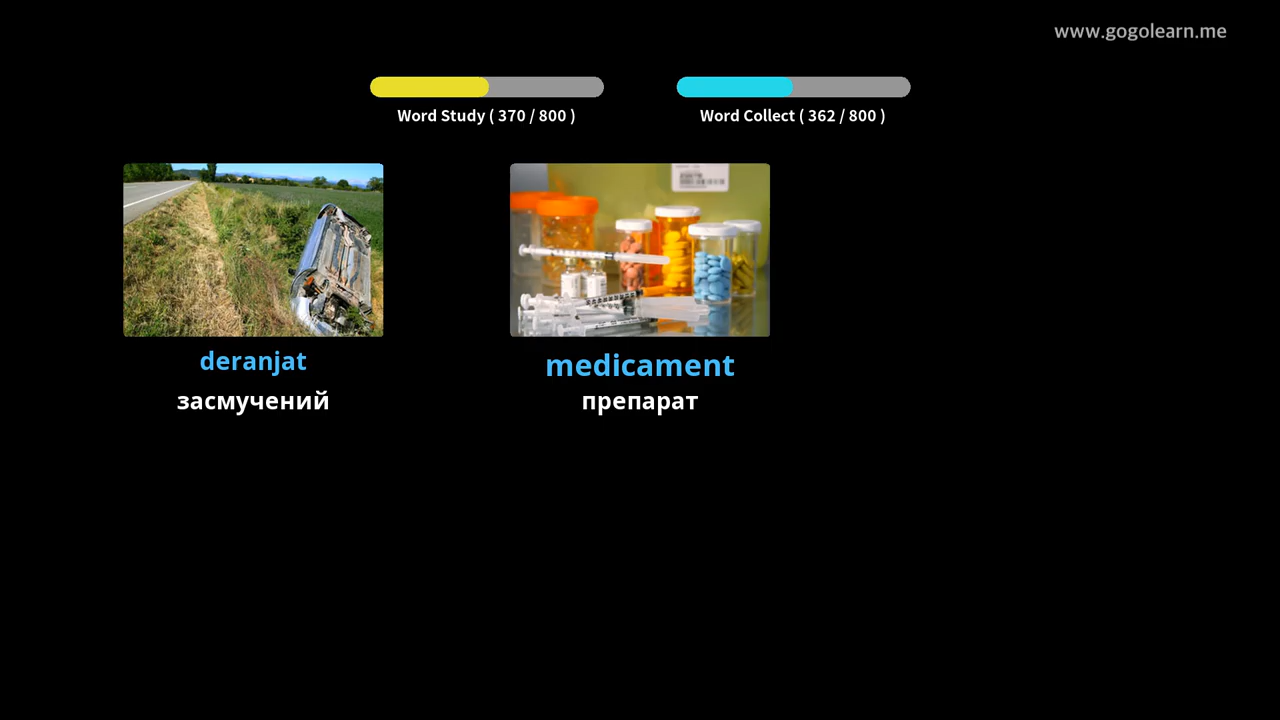 www.gogolearn.me
Word Study ( 370 / 800 )
Word Collect ( 362 / 800 )
deranjat
засмучений
medicament
препарат